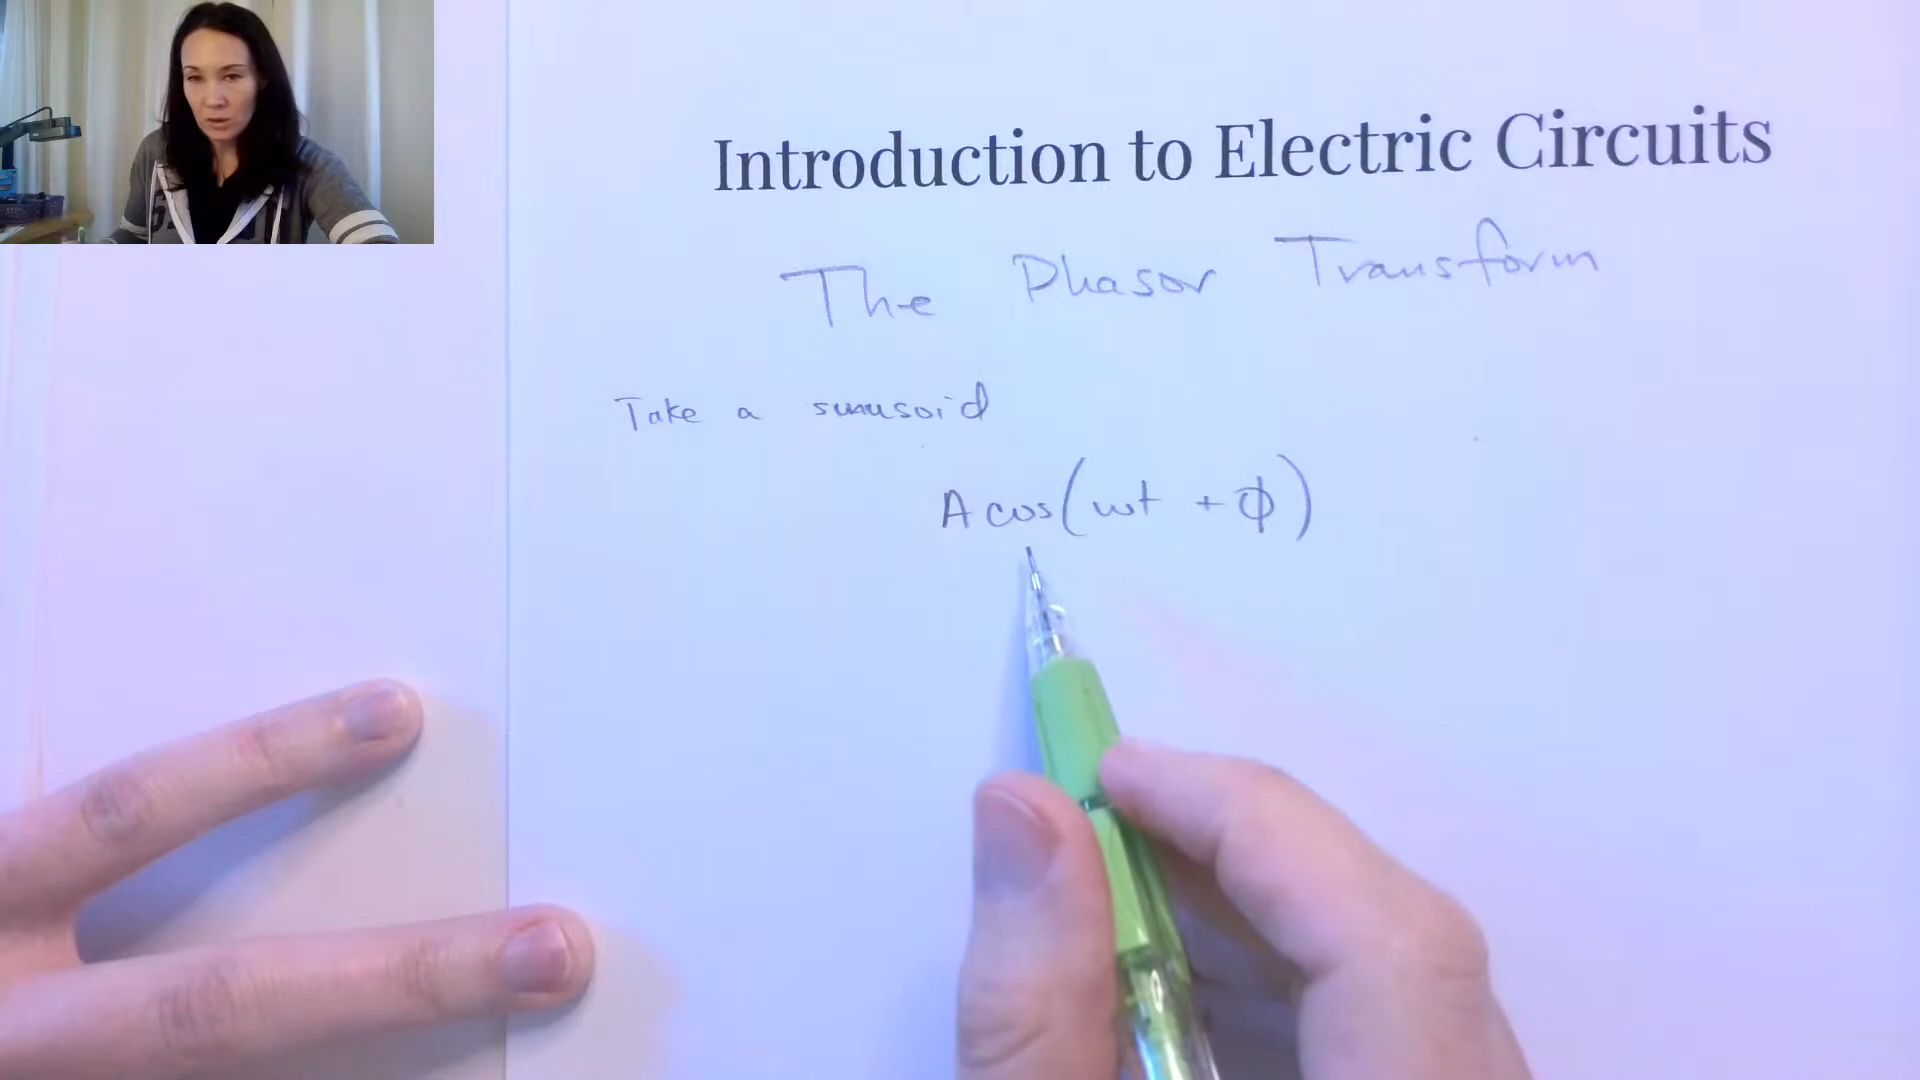 Introduction to Electric Circuits
The Phasor Transform
Take a sinusoid
A cos(ωt + ϕ)